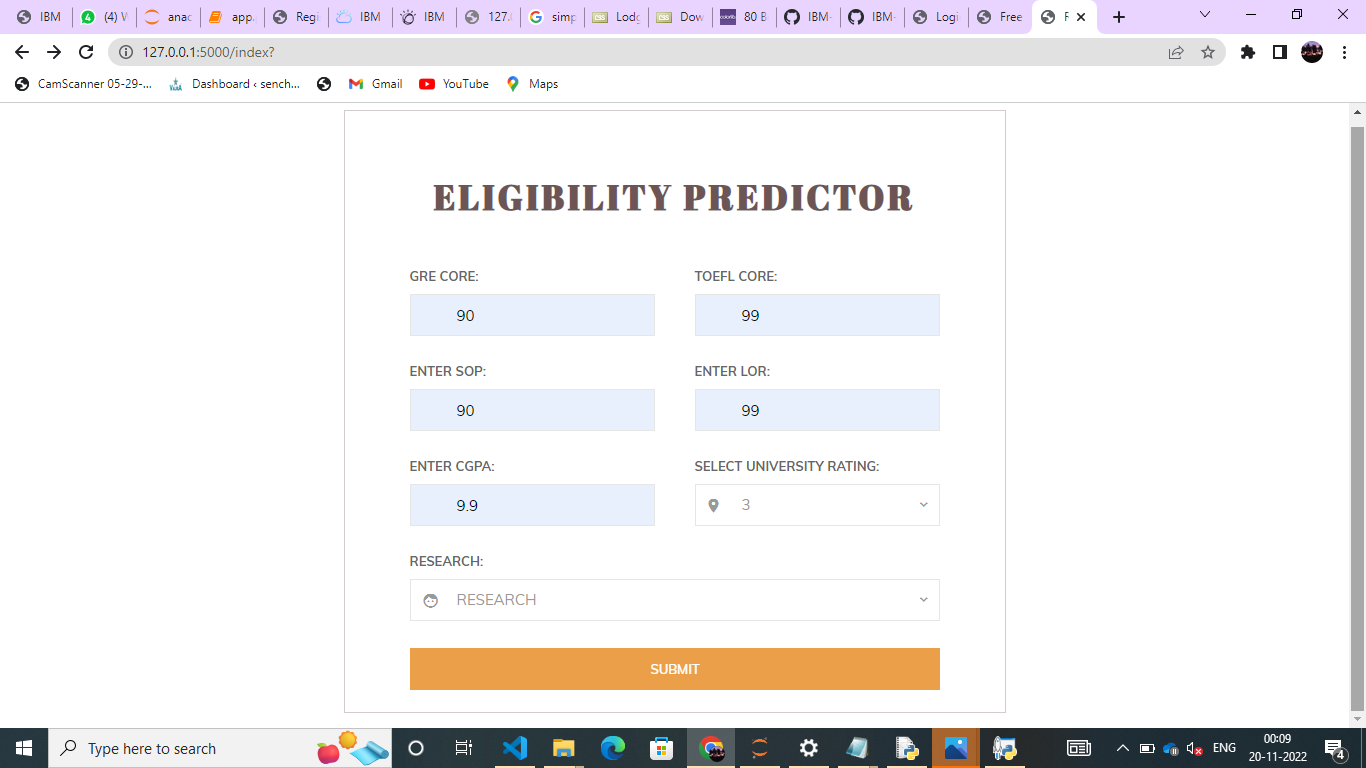 IBM (4) W anac app. Regi IBM IBM 127.0 simp Lodg Dow 80 B IBM- IBM- Logi Free
127.0.0.1:5000/index?
CamScanner 05-29-... Dashboard ‹ sench... Gmail YouTube Maps
ELIGIBILITY PREDICTOR
GRE CORE: TOEFL CORE:
90 99
ENTER SOP: ENTER LOR:
90 99
ENTER CGPA: SELECT UNIVERSITY RATING:
9.9 3
RESEARCH:
RESEARCH
SUBMIT
Type here to search ENG 00:09
20-11-2022 4